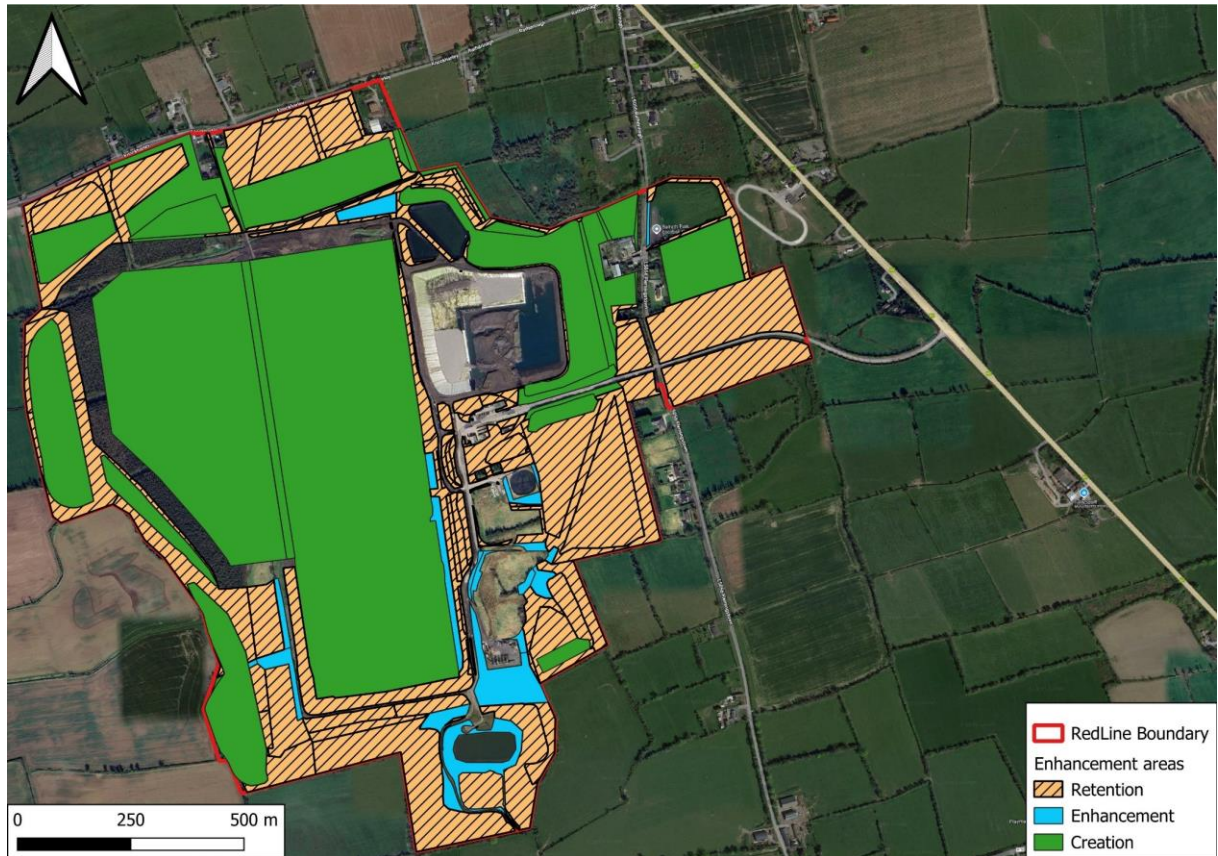 RedLine Boundary
Enhancement areas
Retention
Enhancement
Creation
0 250 500 m